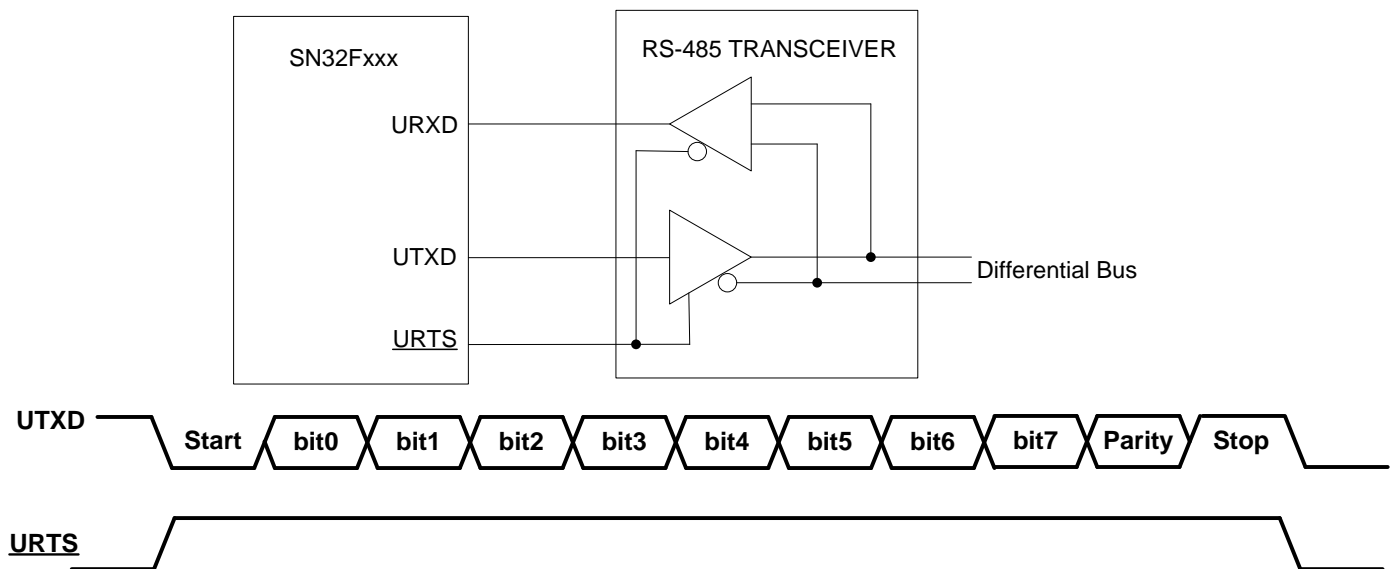 SN32Fxxx
RS-485 TRANSCEIVER
URXD
UTXD
URTS
Differential Bus
UTXD Start bit0 bit1 bit2 bit3 bit4 bit5 bit6 bit7 Parity Stop
URTS